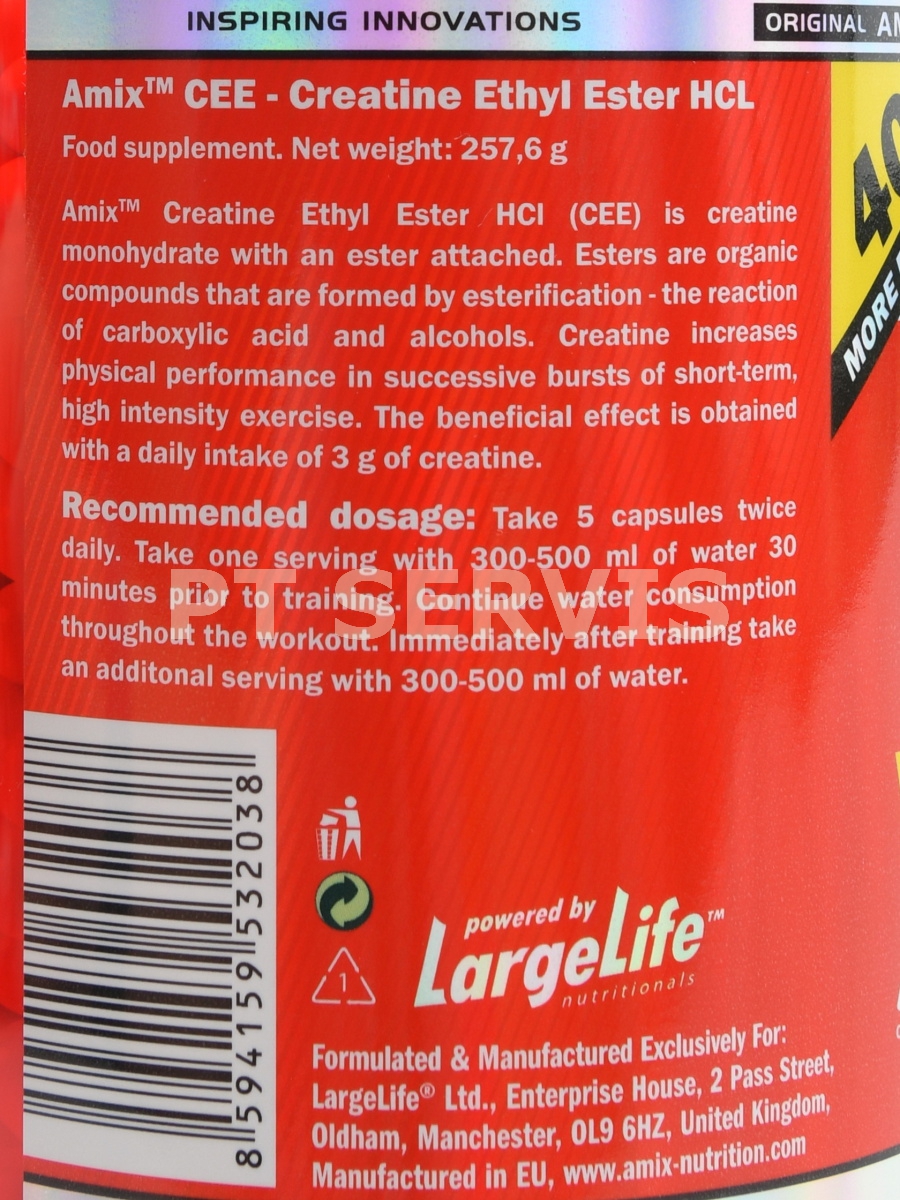 INSPIRING INNOVATIONS
ORIGINAL
Amix™ CEE - Creatine Ethyl Ester HCL
Food supplement. Net weight: 257,6 g
Amix™ Creatine Ethyl Ester HCl (CEE) is creatine
monohydrate with an ester attached. Esters are organic
compounds that are formed by esterification - the reaction
of carboxylic acid and alcohols. Creatine increases
physical performance in successive bursts of short-term,
high intensity exercise. The beneficial effect is obtained
with a daily intake of 3 g of creatine.
Recommended dosage: Take 5 capsules twice
daily. Take one serving with 300-500 ml of water 30
minutes prior to training. Continue water consumption
throughout the workout. Immediately after training take
an additonal serving with 300-500 ml of water.
PT SERVIS
MORE
8 594159 532038
1
powered by
LargeLife™
nutritionals
Formulated & Manufactured Exclusively For:
LargeLife® Ltd., Enterprise House, 2 Pass Street,
Oldham, Manchester, OL9 6HZ, United Kingdom,
Manufactured in EU, www.amix-nutrition.com